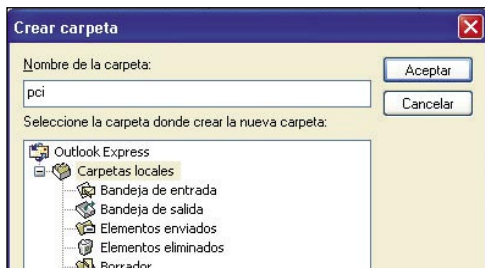 Crear carpeta
Nombre de la carpeta:
Aceptar
pci
Cancelar
Seleccione la carpeta donde crear la nueva carpeta:
Outlook Express
Carpetas locales
Bandeja de entrada
Bandeja de salida
Elementos enviados
Elementos eliminados
Borrador